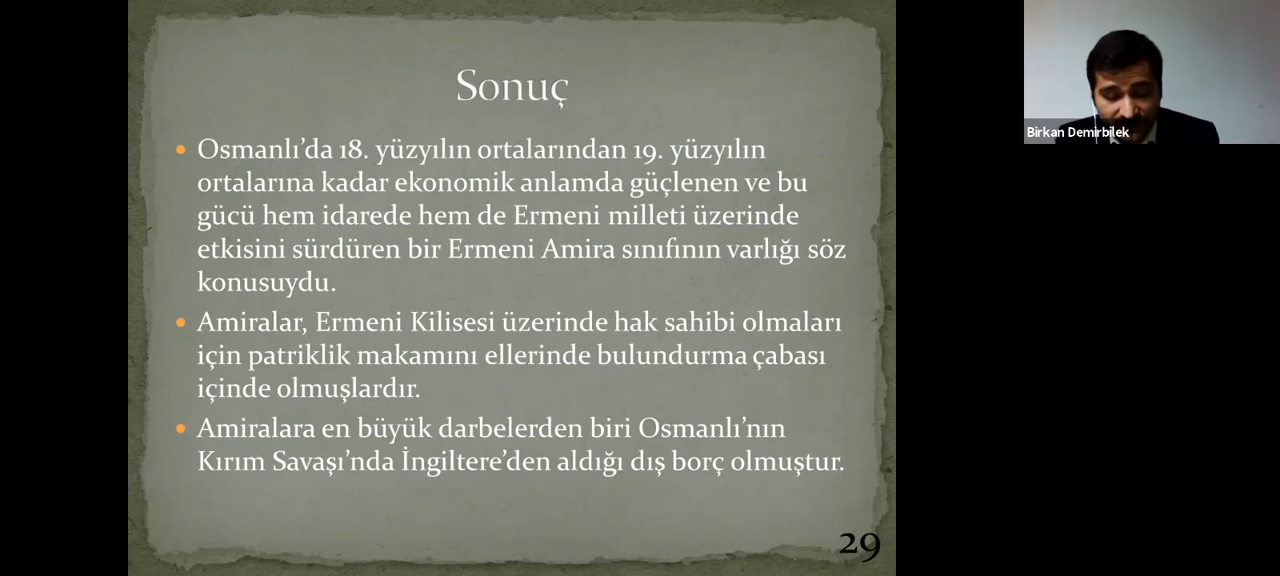 Sonuç
• Osmanlı’da 18. yüzyılın ortalarından 19. yüzyılın
ortalarına kadar ekonomik anlamda güçlenen ve bu
gücü hem idarede hem de Ermeni milleti üzerinde
etkisini sürdüren bir Ermeni Amira sınıfının varlığı söz
konusuydu.
• Amiralar, Ermeni Kilisesi üzerinde hak sahibi olmaları
için patriklik makamını ellerinde bulundurma çabası
içinde olmuşlardır.
• Amiralara en büyük darbelerden biri Osmanlı’nın
Kırım Savaşı’nda İngiltere’den aldığı dış borç olmuştur.
29
Birkan Demirbilek